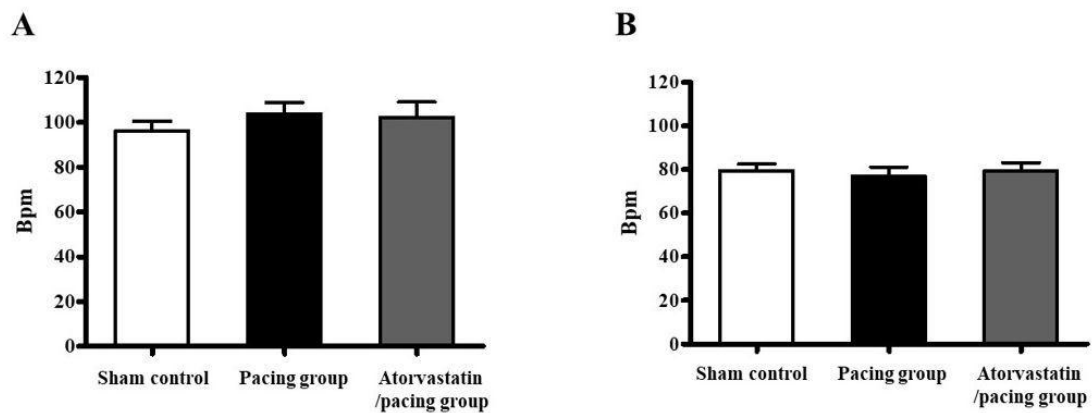 A
Bpm
120
100
80
60
40
20
0
Sham control
Pacing group
Atorvastatin
/pacing group
B
Bpm
120
100
80
60
40
20
0
Sham control
Pacing group
Atorvastatin
/pacing group